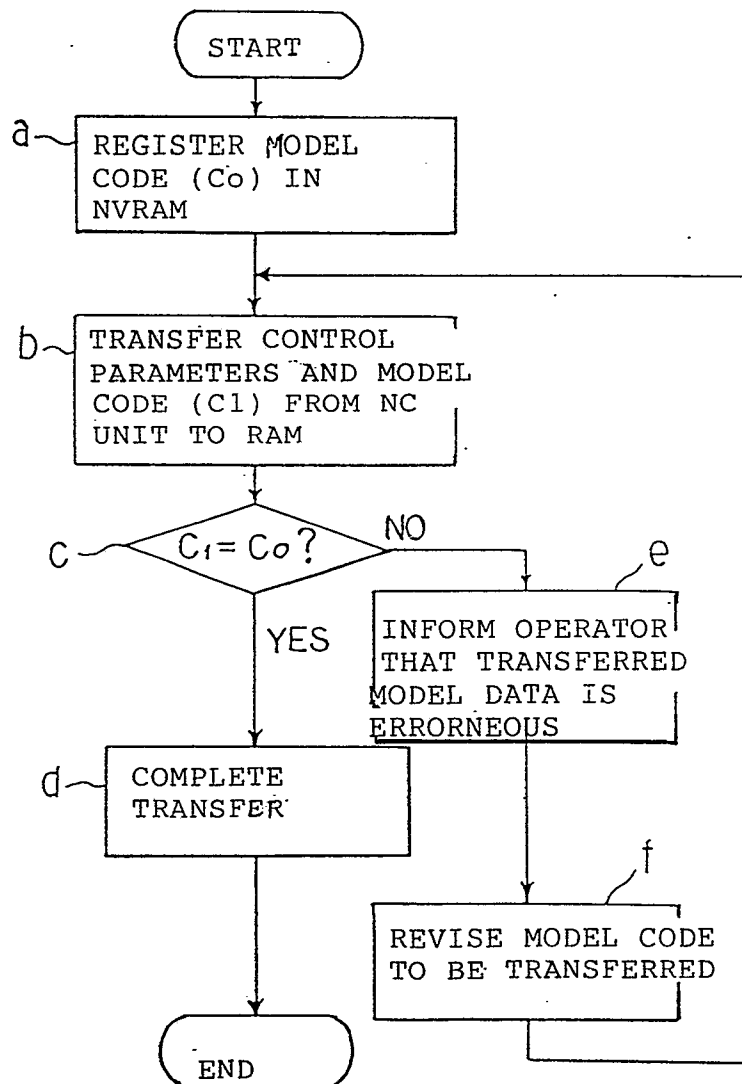 START
a
REGISTER MODEL
CODE (Co) IN
NVRAM
b
TRANSFER CONTROL
PARAMETERS AND MODEL
CODE (C1) FROM NC
UNIT TO RAM
c
C1 = Co ?
NO
YES
e
INFORM OPERATOR
THAT TRANSFERRED
MODEL DATA IS
ERRORNEOUS
d
COMPLETE
TRANSFER
f
REVISE MODEL CODE
TO BE TRANSFERRED
END